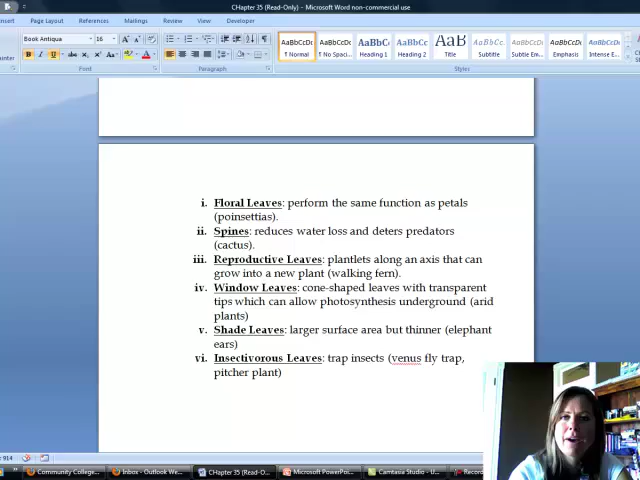 CHapter 35 (Read-Only) - Microsoft Word non-commercial use
Insert Page Layout References Mailings Review View Developer
Book Antiqua 16
AaBbCcDc AaBbCcDc AaBbCc AaBbCc AaB AaBbCc. AaBbCcDc AaBbCcDc AaBbCcDc
¶ Normal ¶ No Spaci... Heading 1 Heading 2 Title Subtitle Subtle Em... Emphasis Intense E...
Font Paragraph Styles
i. Floral Leaves: perform the same function as petals
(poinsettias).
ii. Spines: reduces water loss and deters predators
(cactus).
iii. Reproductive Leaves: plantlets along an axis that can
grow into a new plant (walking fern).
iv. Window Leaves: cone-shaped leaves with transparent
tips which can allow photosynthesis underground (arid
plants)
v. Shade Leaves: larger surface area but thinner (elephant
ears)
vi. Insectivorous Leaves: trap insects (venus fly trap,
pitcher plant)
914
Community College... Inbox - Outlook We... CHapter 35 (Read-O... Microsoft PowerPoi... Camtasia Studio - U...